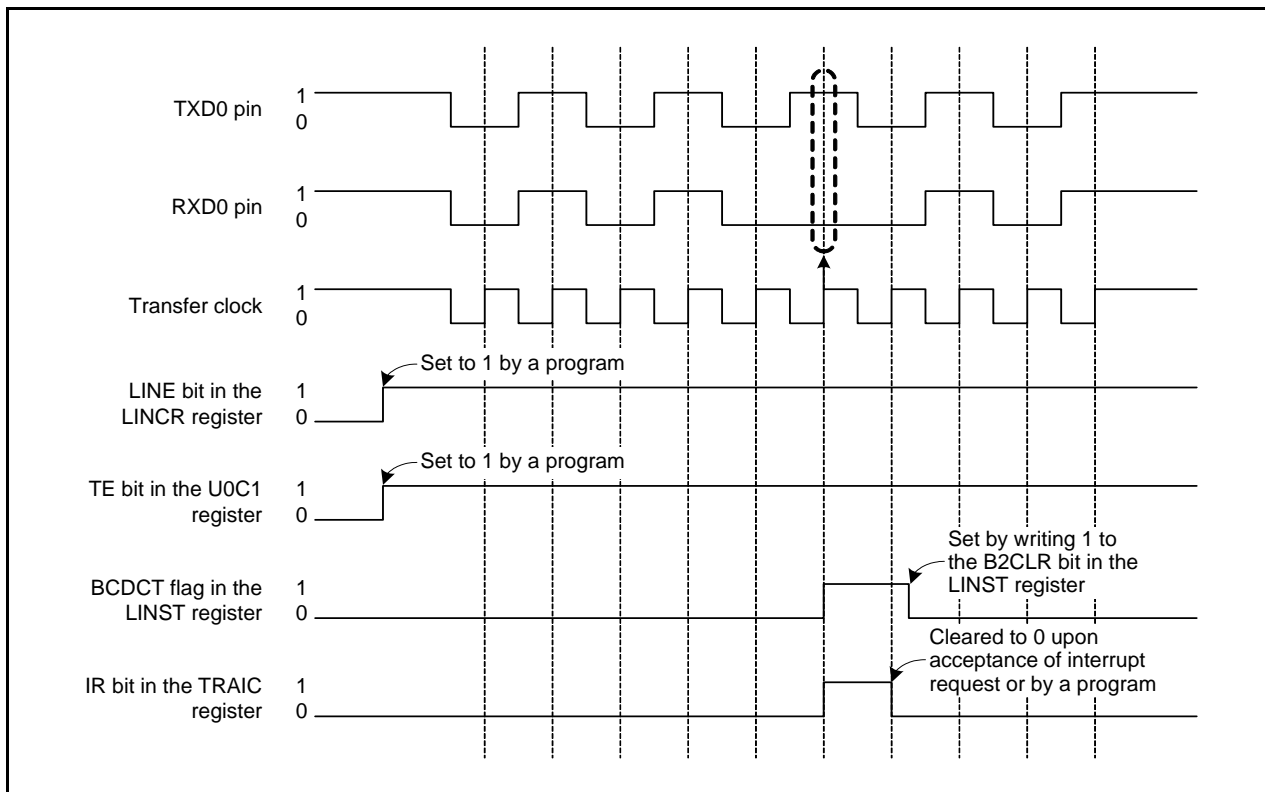 TXD0 pin
1
0
RXD0 pin
1
0
Transfer clock
1
0
Set to 1 by a program
LINE bit in the
LINCR register
1
0
Set to 1 by a program
TE bit in the U0C1
register
1
0
Set by writing 1 to
the B2CLR bit in the
LINST register
BCDCT flag in the
LINST register
1
0
Cleared to 0 upon
acceptance of interrupt
request or by a program
IR bit in the TRAIC
register
1
0